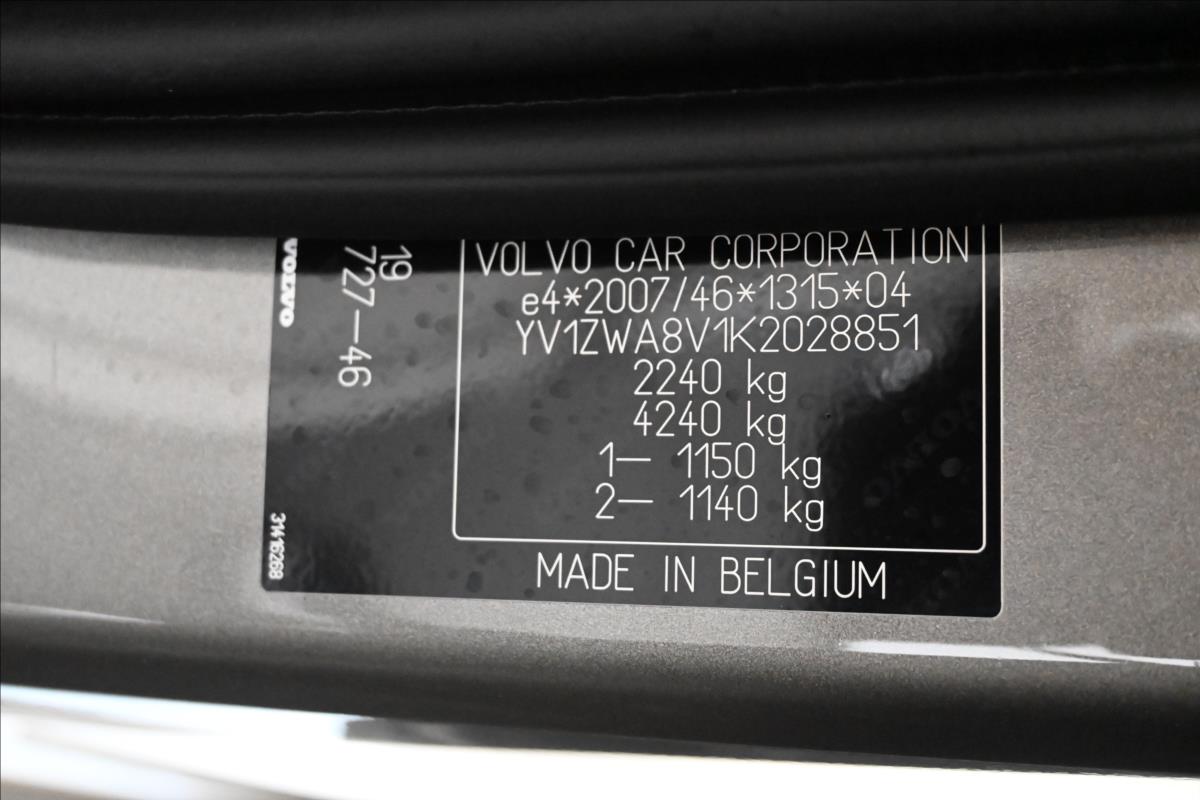 VOLVO
19
727-46
31416268
VOLVO CAR CORPORATION
e4*2007/46*1315*04
YV1ZWA8V1K2028851
2240 kg
4240 kg
1— 1150 kg
2— 1140 kg
MADE IN BELGIUM